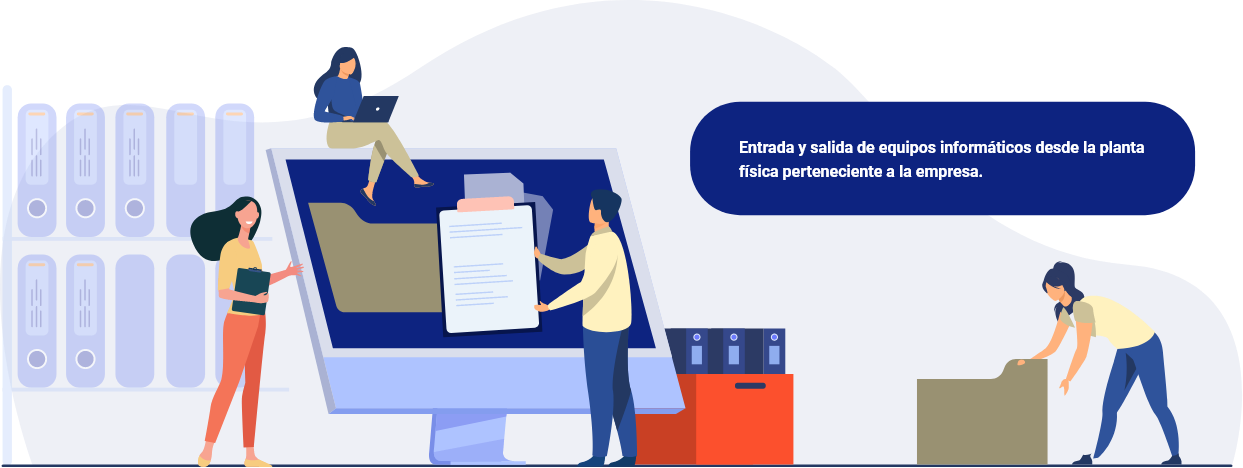 Entrada y salida de equipos informáticos desde la planta
física perteneciente a la empresa.